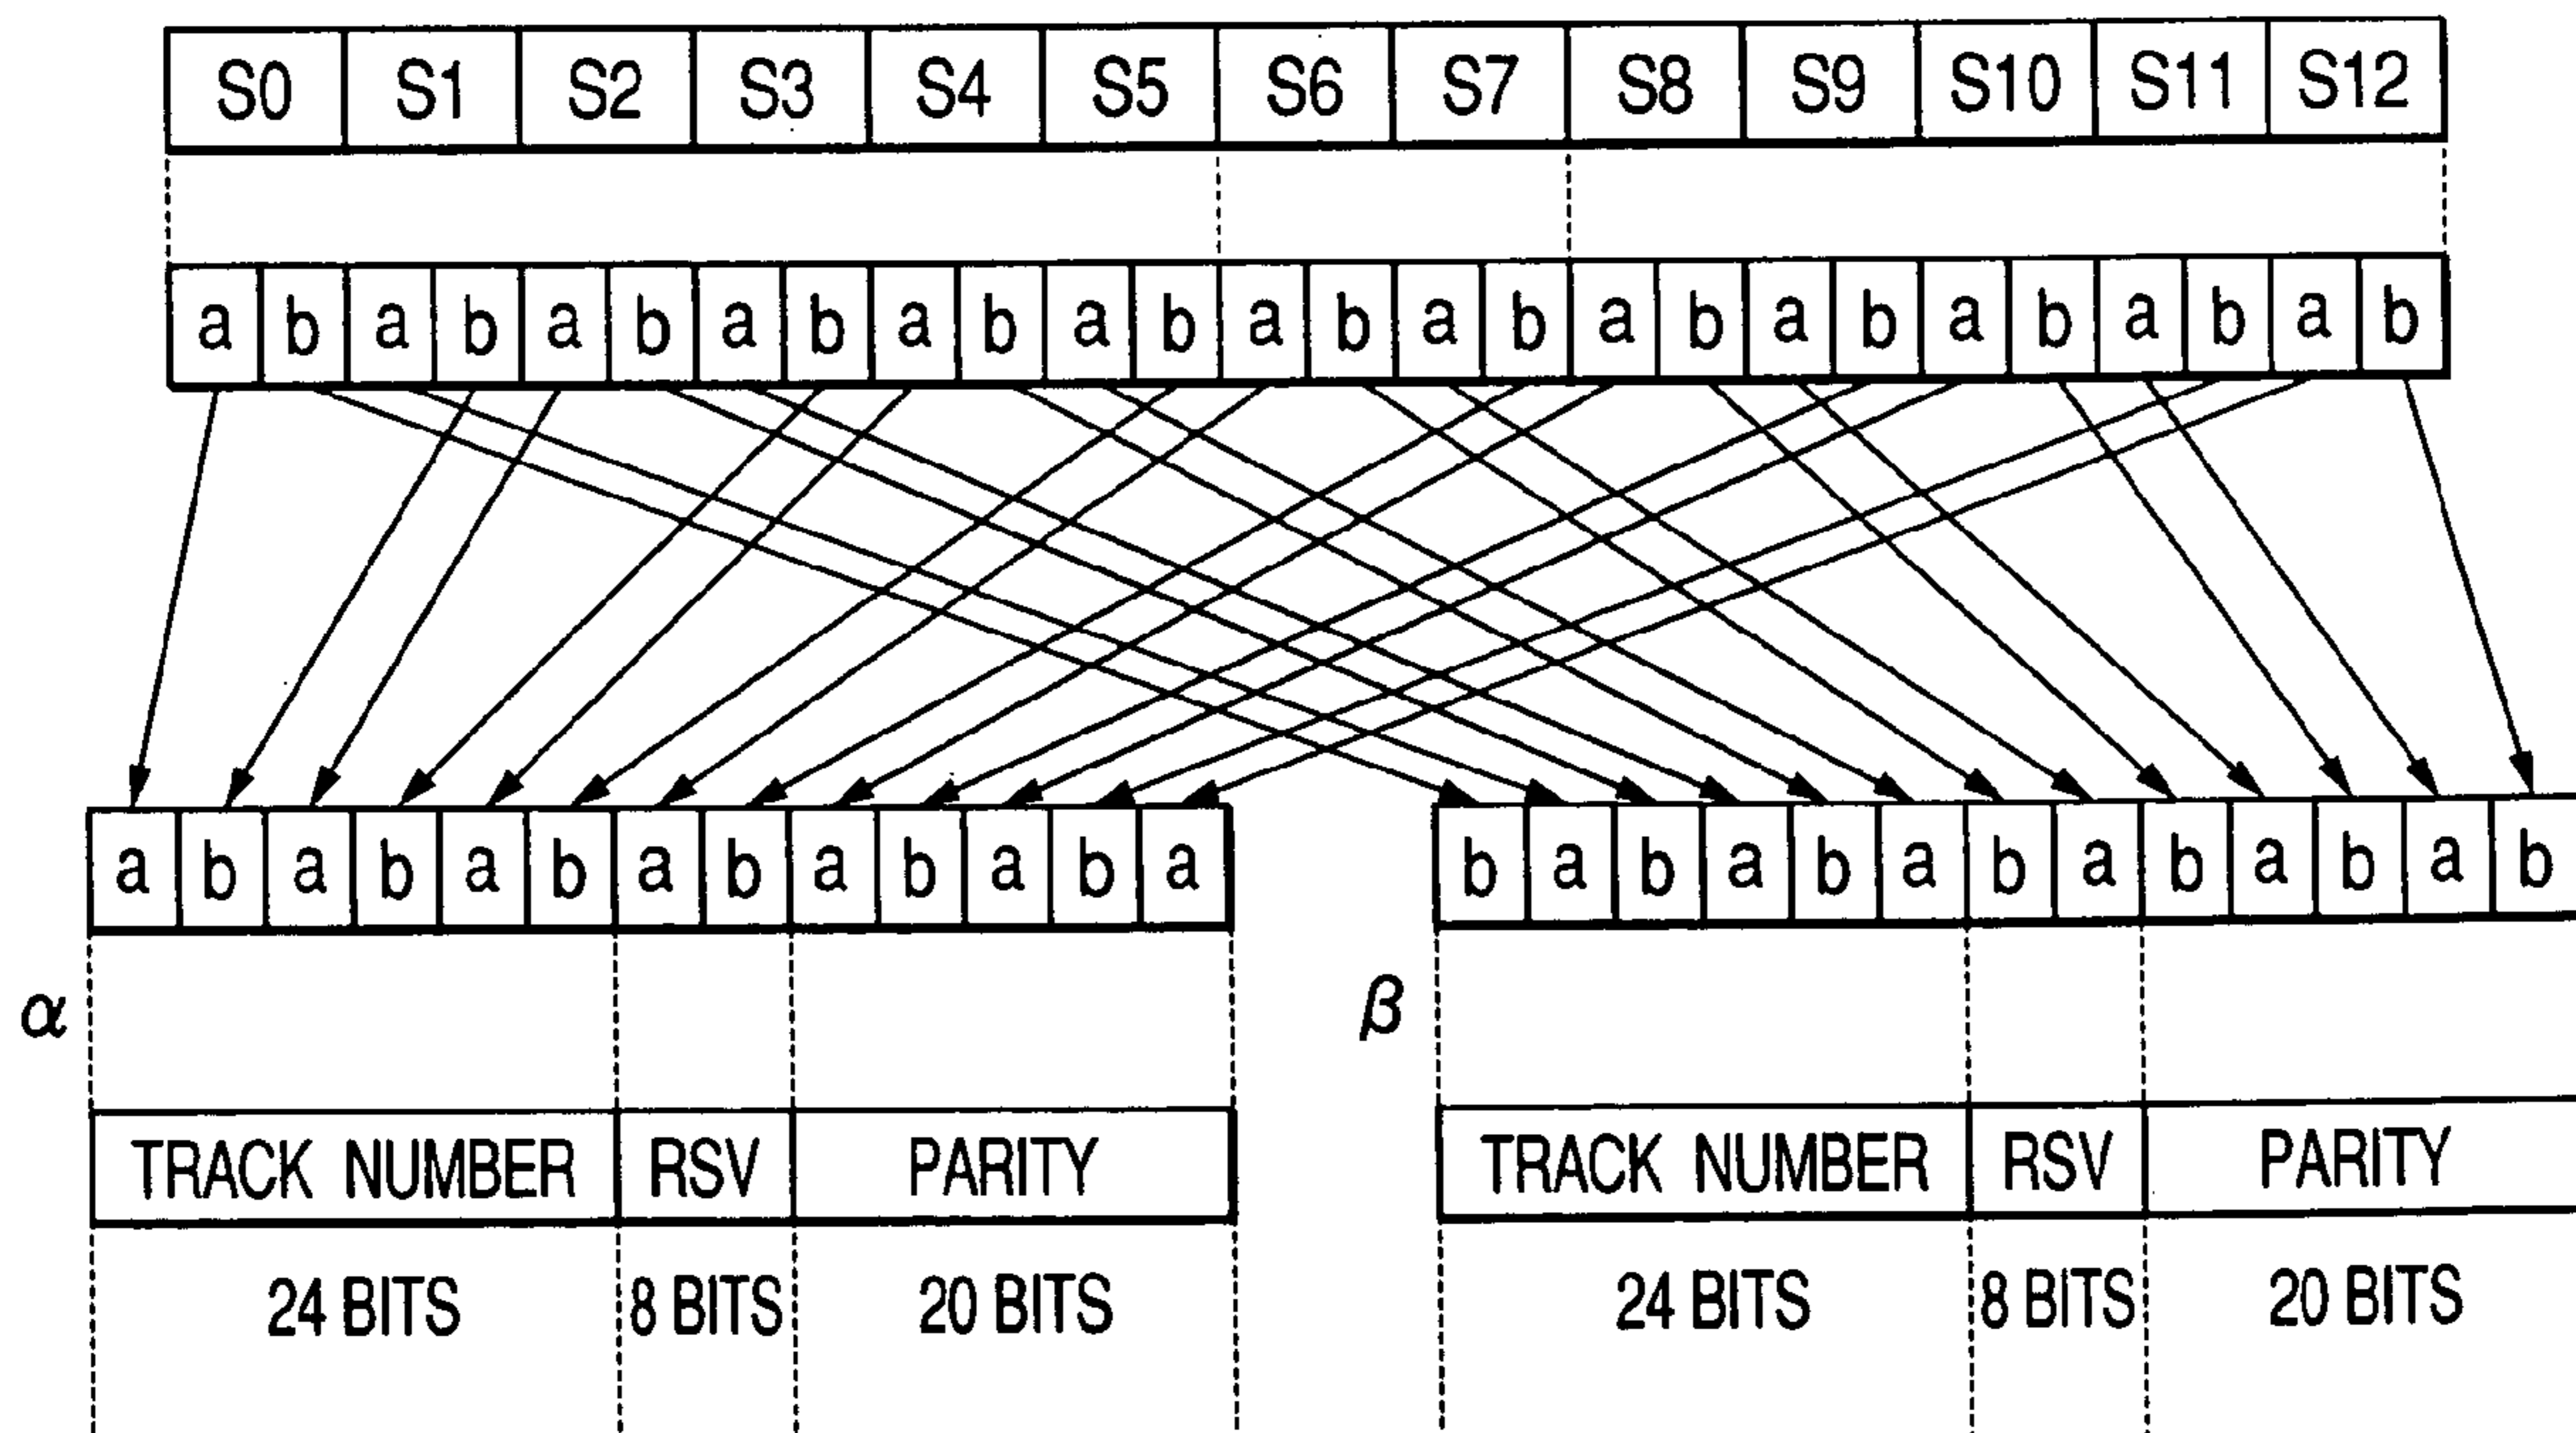 S0 S1 S2 S3 S4 S5 S6 S7 S8 S9 S10 S11 S12
a b a b a b a b a b a b a b a b a b a b a b a b a b
a b a b a b a b a b a b a b a b a b a b a b a b a b
α β
TRACK NUMBER RSV PARITY TRACK NUMBER RSV PARITY
24 BITS 8 BITS 20 BITS 24 BITS 8 BITS 20 BITS